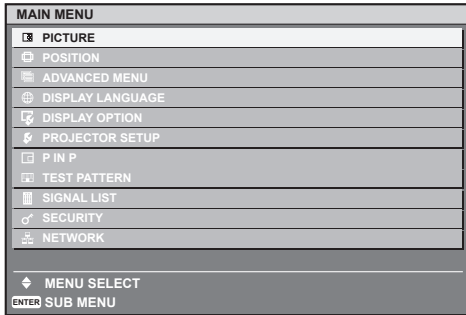 MAIN MENU
PICTURE
POSITION
ADVANCED MENU
DISPLAY LANGUAGE
DISPLAY OPTION
PROJECTOR SETUP
P IN P
TEST PATTERN
SIGNAL LIST
SECURITY
NETWORK
MENU SELECT
ENTER SUB MENU